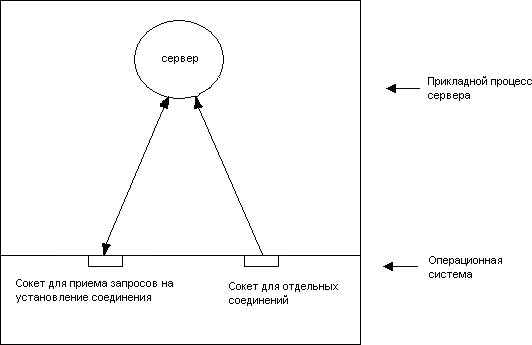 сервер
Прикладной процесс
сервера
Операционная
система
Сокет для приема запросов на
установление соединения
Сокет для отдельных
соединений